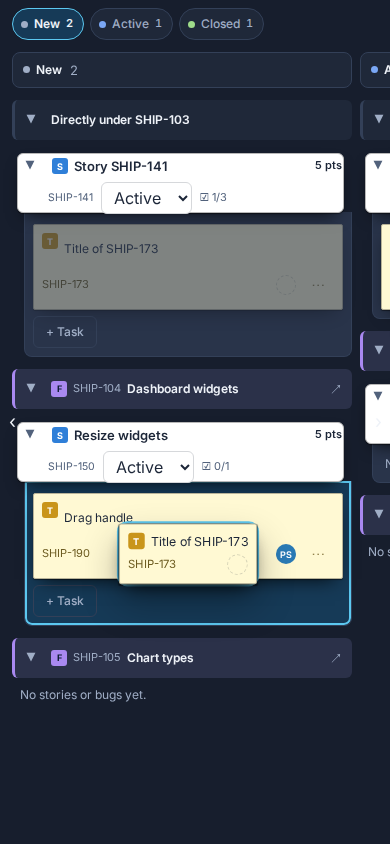 New 2 Active 1 Closed 1
New 2
Directly under SHIP-103
S Story SHIP-141 5 pts
SHIP-141 Active ☑ 1/3
T Title of SHIP-173
SHIP-173 ...
+ Task
F SHIP-104 Dashboard widgets ↗
S Resize widgets 5 pts
SHIP-150 Active ☑ 0/1
T Drag handle
SHIP-190 PS ...
T Title of SHIP-173
SHIP-173
+ Task
F SHIP-105 Chart types ↗
No stories or bugs yet.
No s